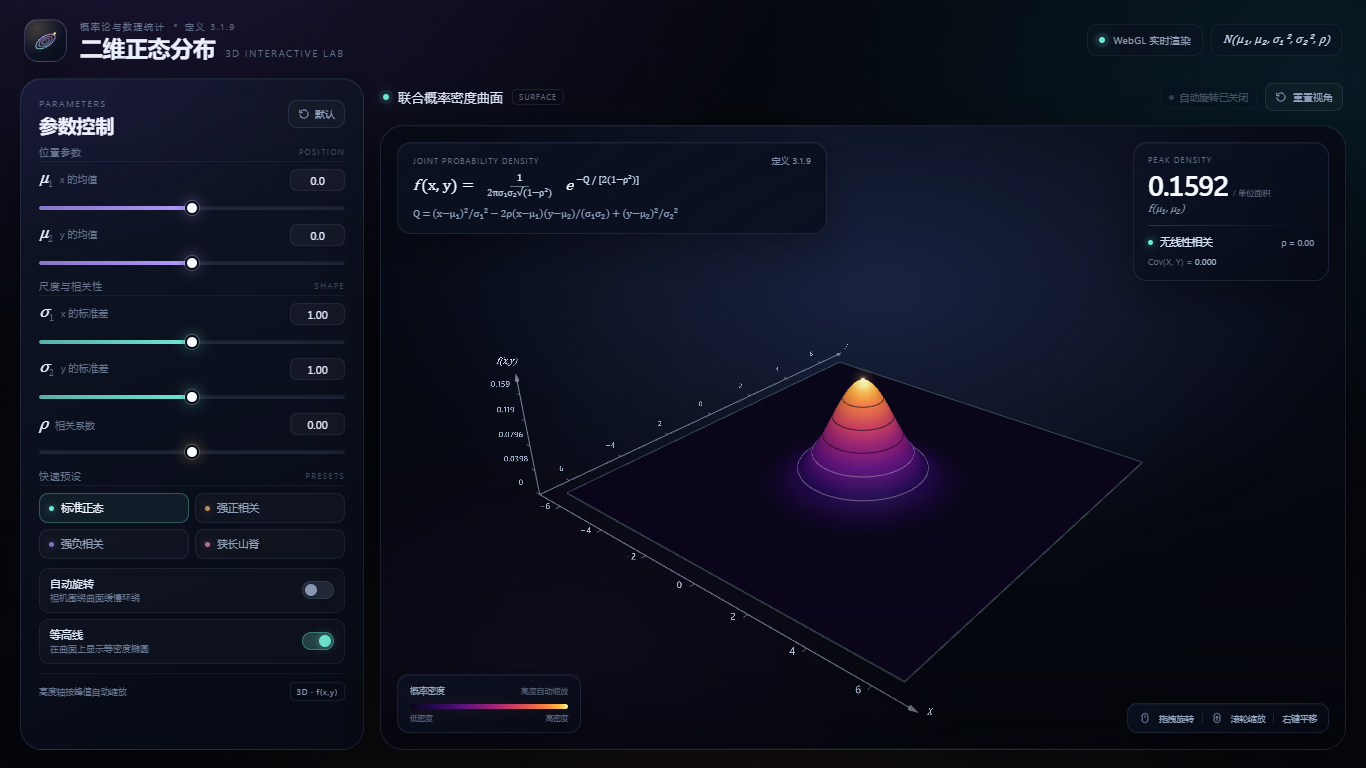 概率论与数理统计 • 定义 3.1.9
二维正态分布 3D INTERACTIVE LAB
WebGL 实时渲染
N(μ₁, μ₂, σ₁², σ₂², ρ)
PARAMETERS
参数控制
默认
位置参数 POSITION
μ₁ x 的均值 0.0
μ₂ y 的均值 0.0
尺度与相关性 SHAPE
σ₁ x 的标准差 1.00
σ₂ y 的标准差 1.00
ρ 相关系数 0.00
快速预设 PRESETS
标准正态 强正相关
强负相关 狭长山脊
自动旋转
相机围绕曲面缓慢环绕
等高线
在曲面上显示等密度椭圆
高度轴按峰值自动缩放 3D · f(x,y)
联合概率密度曲面 SURFACE
自动旋转已关闭 重置视角
JOINT PROBABILITY DENSITY 定义 3.1.9
f(x, y) = 1 / 2πσ₁σ₂√(1−ρ²) e^−Q / [2(1−ρ²)]
Q = (x−μ₁)²/σ₁² − 2ρ(x−μ₁)(y−μ₂)/(σ₁σ₂) + (y−μ₂)²/σ₂²
PEAK DENSITY
0.1592 / 单位面积
f(μ₁, μ₂)
无线性相关 ρ = 0.00
Cov(X, Y) = 0.000
f(x,y)
0.159
0.119
0.0796
0.0398
0
6
−4
2
0
2
4
6
−6
−4
2
0
2
4
6
X
概率密度 高度自动缩放
低密度 高密度
拖拽旋转 滚轮缩放 右键平移